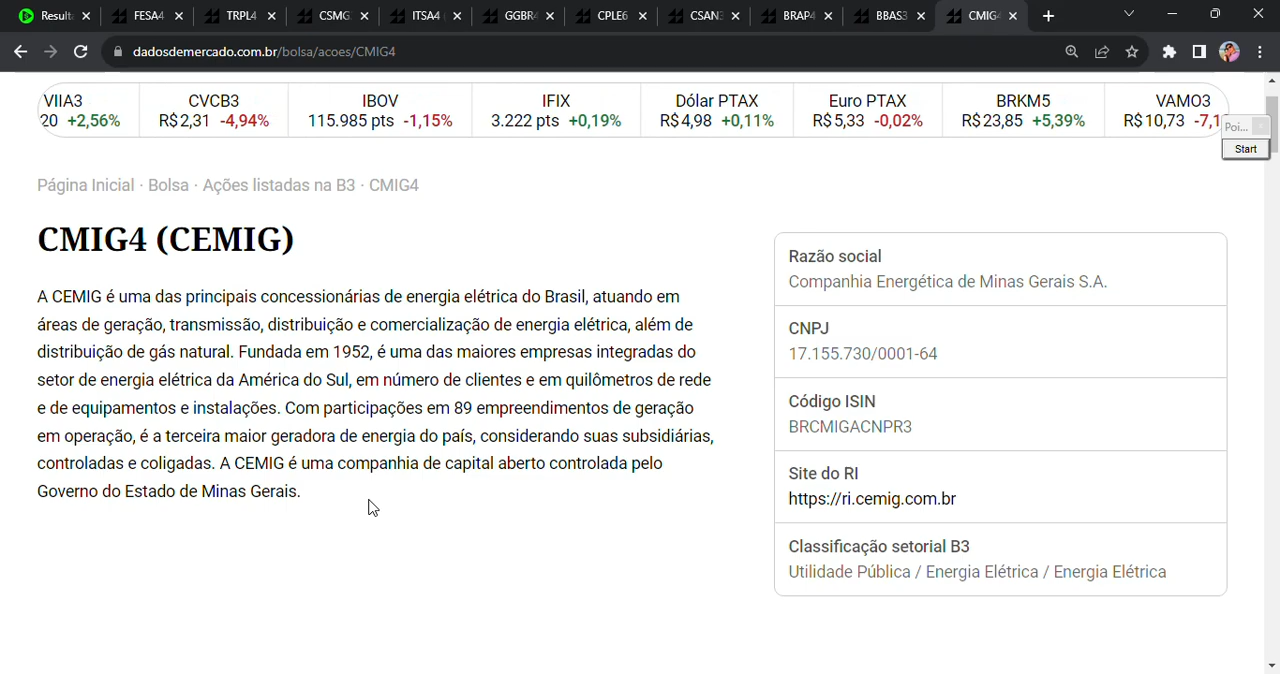 Result FESA4 TRPL4 CSMG ITSA4 GGBR4 CPLE6 CSAN3 BRAP4 BBAS3 CMIG4
dadosdemercado.com.br/bolsa/acoes/CMIG4
VIIA3 CVCB3 IBOV IFIX Dólar PTAX Euro PTAX BRKM5 VAMO3
20 +2,56% R$2,31 -4,94% 115.985 pts -1,15% 3.222 pts +0,19% R$4,98 +0,11% R$5,33 -0,02% R$23,85 +5,39% R$10,73 -7,1
Poi...
Start
Página Inicial · Bolsa · Ações listadas na B3 · CMIG4
CMIG4 (CEMIG)
A CEMIG é uma das principais concessionárias de energia elétrica do Brasil, atuando em
áreas de geração, transmissão, distribuição e comercialização de energia elétrica, além de
distribuição de gás natural. Fundada em 1952, é uma das maiores empresas integradas do
setor de energia elétrica da América do Sul, em número de clientes e em quilômetros de rede
e de equipamentos e instalações. Com participações em 89 empreendimentos de geração
em operação, é a terceira maior geradora de energia do país, considerando suas subsidiárias,
controladas e coligadas. A CEMIG é uma companhia de capital aberto controlada pelo
Governo do Estado de Minas Gerais.
Razão social
Companhia Energética de Minas Gerais S.A.
CNPJ
17.155.730/0001-64
Código ISIN
BRCMIGACNPR3
Site do RI
https://ri.cemig.com.br
Classificação setorial B3
Utilidade Pública / Energia Elétrica / Energia Elétrica